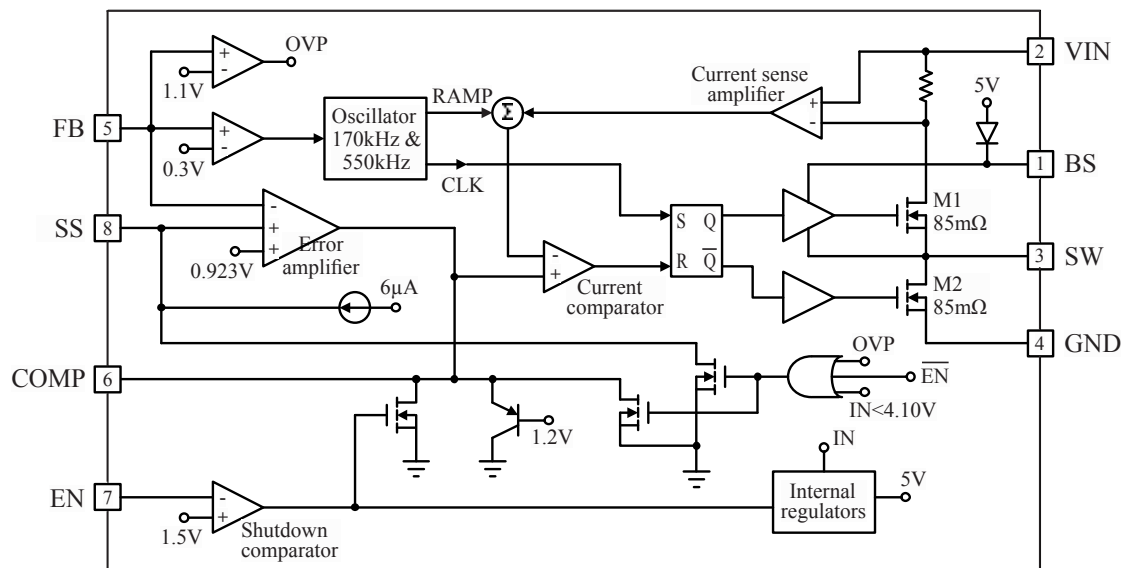 OVP
+
-
1.1V
FB
5
+
-
0.3V
Oscillator
170kHz &
550kHz
RAMP
CLK
Σ
Current sense
amplifier
+
-
2
VIN
5V
1
BS
SS
8
-
+
+
0.923V
Error
amplifier
6µA
-
+
Current
comparator
S Q
R Q̅
M1
85mΩ
3
SW
M2
85mΩ
4
GND
COMP
6
1.2V
OVP
E̅N̅
IN<4.10V
EN
7
-
+
1.5V
Shutdown
comparator
IN
Internal
regulators
5V